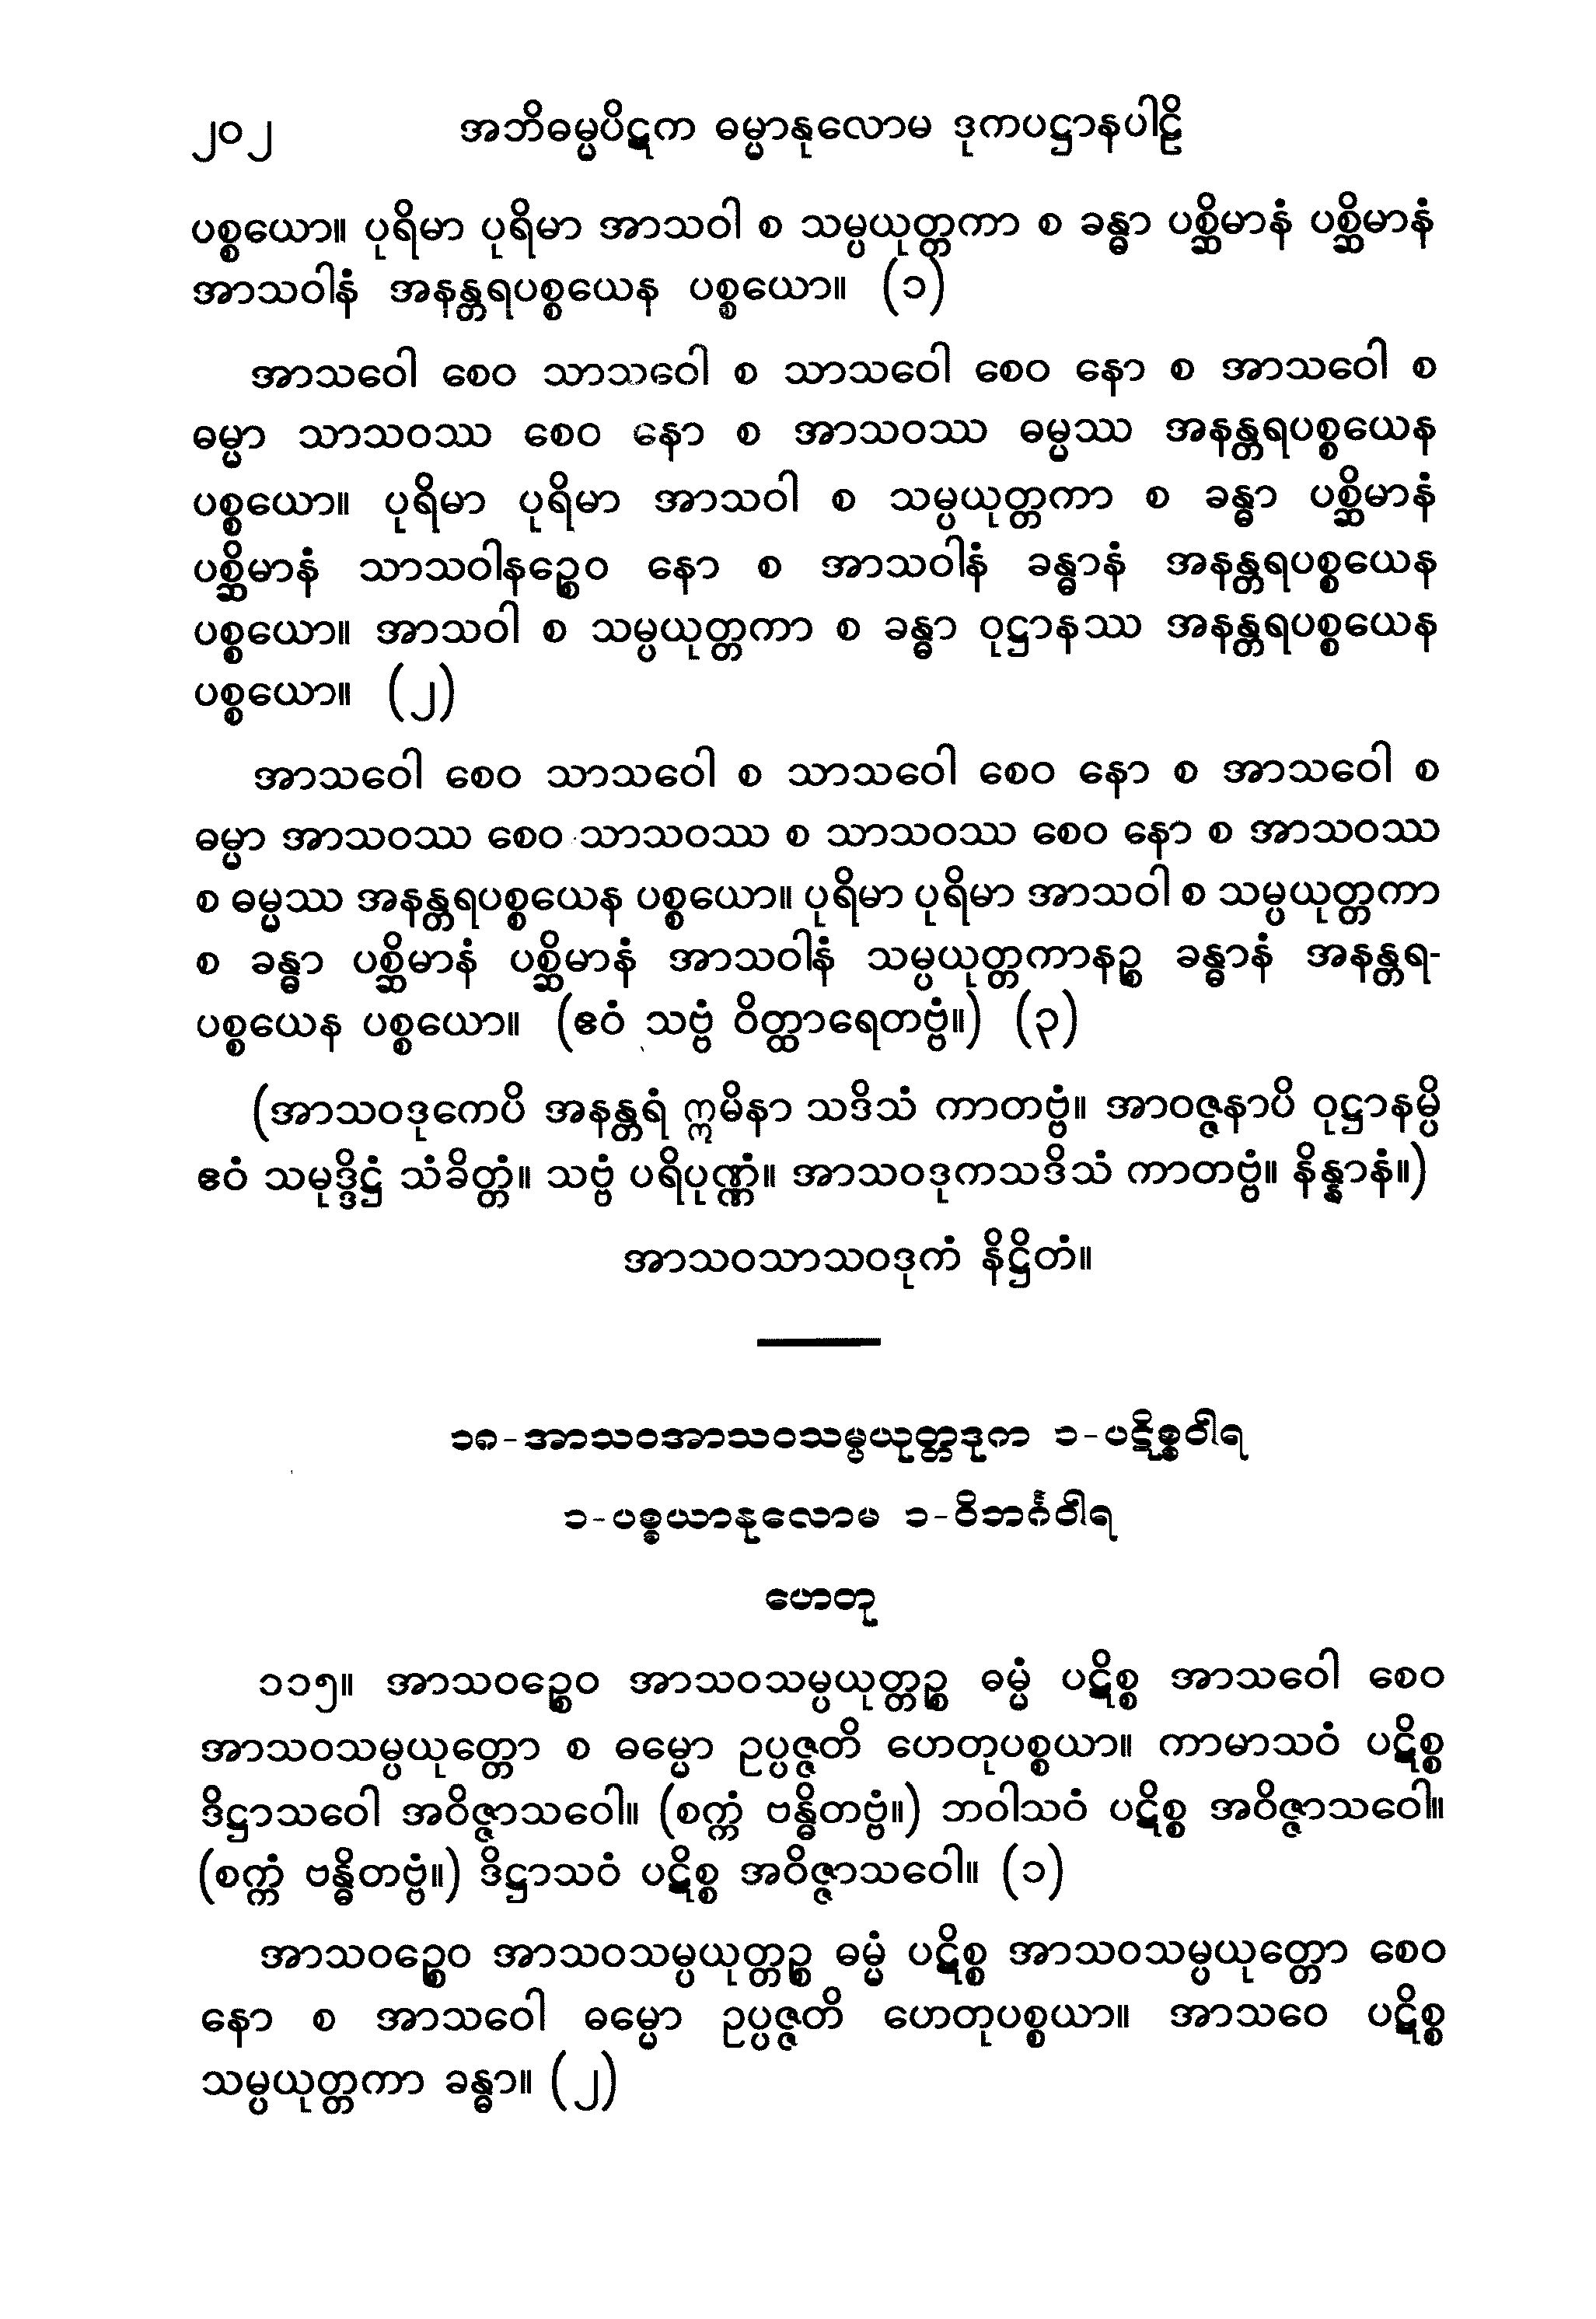 ၂၀၂ အဘိဓမ္မပိဋက ဓမ္မာနုလောမ ဒုကပဋ္ဌာနပါဠိ
ပစ္စယော။ ပုရိမာ ပုရိမာ အာသဝါ စ သမ္ပယုတ္တကာ စ ခန္ဓာ ပစ္ဆိမာနံ ပစ္ဆိမာနံ
အာသဝါနံ အနန္တရပစ္စယေန ပစ္စယော။ (၁)
အာသဝေါ စေဝ သာသဝေါ စ သာသဝေါ စေဝ နော စ အာသဝေါ စ
ဓမ္မာ သာသဝဿ စေဝ နော စ အာသဝဿ ဓမ္မဿ အနန္တရပစ္စယေန
ပစ္စယော။ ပုရိမာ ပုရိမာ အာသဝါ စ သမ္ပယုတ္တကာ စ ခန္ဓာ ပစ္ဆိမာနံ
ပစ္ဆိမာနံ သာသဝါနဉ္စေဝ နော စ အာသဝါနံ ခန္ဓာနံ အနန္တရပစ္စယေန
ပစ္စယော။ အာသဝါ စ သမ္ပယုတ္တကာ စ ခန္ဓာ ဝုဋ္ဌာနဿ အနန္တရပစ္စယေန
ပစ္စယော။ (၂)
အာသဝေါ စေဝ သာသဝေါ စ သာသဝေါ စေဝ နော စ အာသဝေါ စ
ဓမ္မာ အာသဝဿ စေဝ သာသဝဿ စ သာသဝဿ စေဝ နော စ အာသဝဿ
စ ဓမ္မဿ အနန္တရပစ္စယေန ပစ္စယော။ ပုရိမာ ပုရိမာ အာသဝါ စ သမ္ပယုတ္တကာ
စ ခန္ဓာ ပစ္ဆိမာနံ ပစ္ဆိမာနံ အာသဝါနံ သမ္ပယုတ္တကာနဉ္စ ခန္ဓာနံ အနန္တရ-
ပစ္စယေန ပစ္စယော။ (ဧဝံ သဗ္ဗံ ဝိတ္ထာရေတဗ္ဗံ။) (၃)
(အာသဝဒုကေပိ အနန္တရံ ဣမိနာ သဒိသံ ကာတဗ္ဗံ။ အာဝဇ္ဇနာပိ ဝုဋ္ဌာနမ္ပိ
ဧဝံ သမုဒ္ဒိဋ္ဌံ သံခိတ္တံ။ သဗ္ဗံ ပရိပုဏ္ဏံ။ အာသဝဒုကသဒိသံ ကာတဗ္ဗံ။ နိန္နာနံ။)
အာသဝသာသဝဒုကံ နိဋ္ဌိတံ။
၁၈-အာသဝအာသဝသမ္ပယုတ္တဒုက ၁-ပဋိစ္စဝါရ
၁-ပစ္စယာနုလောမ ၁-ဝိဘင်္ဂဝါရ
ဟေတု
၁၁၅။ အာသဝဉ္စေဝ အာသဝသမ္ပယုတ္တဉ္စ ဓမ္မံ ပဋိစ္စ အာသဝေါ စေဝ
အာသဝသမ္ပယုတ္တော စ ဓမ္မော ဥပ္ပဇ္ဇတိ ဟေတုပစ္စယာ။ ကာမာသဝံ ပဋိစ္စ
ဒိဋ္ဌာသဝေါ အဝိဇ္ဇာသဝေါ။ (စက္ကံ ဗန္ဓိတဗ္ဗံ။) ဘဝါသဝံ ပဋိစ္စ အဝိဇ္ဇာသဝေါ။
(စက္ကံ ဗန္ဓိတဗ္ဗံ။) ဒိဋ္ဌာသဝံ ပဋိစ္စ အဝိဇ္ဇာသဝေါ။ (၁)
အာသဝဉ္စေဝ အာသဝသမ္ပယုတ္တဉ္စ ဓမ္မံ ပဋိစ္စ အာသဝသမ္ပယုတ္တော စေဝ
နော စ အာသဝေါ ဓမ္မော ဥပ္ပဇ္ဇတိ ဟေတုပစ္စယာ။ အာသဝေ ပဋိစ္စ
သမ္ပယုတ္တကာ ခန္ဓာ။ (၂)